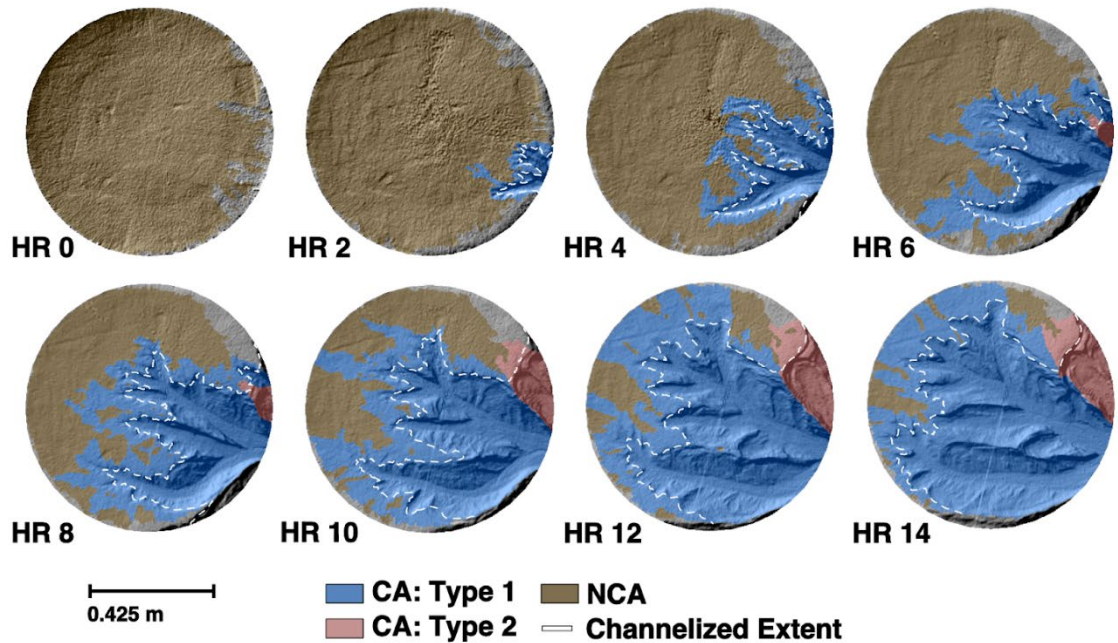 HR 0
HR 2
HR 4
HR 6
HR 8
HR 10
HR 12
HR 14
0.425 m
CA: Type 1
NCA
CA: Type 2
Channelized Extent